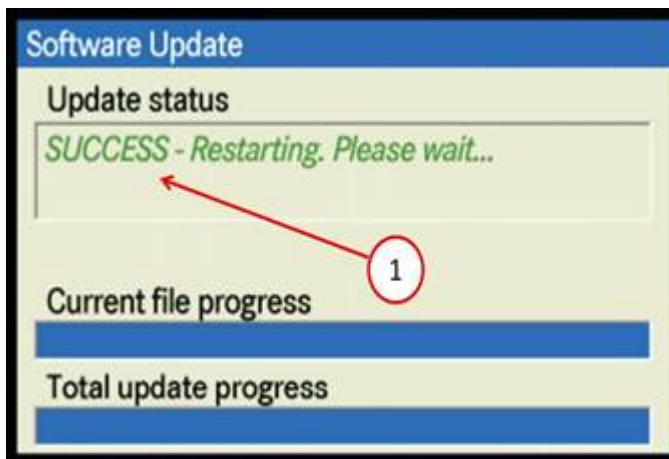 Software Update
Update status
SUCCESS - Restarting. Please wait...
1
Current file progress
Total update progress